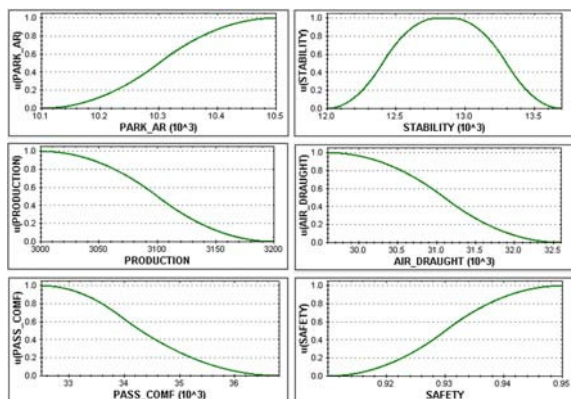 u(PARK_AR)
1.0
0.8
0.6
0.4
0.2
0.0
10.1 10.2 10.3 10.4 10.5
PARK_AR (10^3)
u(STABILITY)
1.0
0.8
0.6
0.4
0.2
0.0
12.0 12.5 13.0 13.5
STABILITY (10^3)
u(PRODUCTION)
1.0
0.8
0.6
0.4
0.2
0.0
3000 3050 3100 3150 3200
PRODUCTION
u(AIR_DRAUGHT)
1.0
0.8
0.6
0.4
0.2
0.0
30.0 30.5 31.0 31.5 32.0 32.5
AIR_DRAUGHT (10^3)
u(PASS_COMF)
1.0
0.8
0.6
0.4
0.2
0.0
33 34 35 36
PASS_COMF (10^3)
u(SAFETY)
1.0
0.8
0.6
0.4
0.2
0.0
0.92 0.93 0.94 0.95
SAFETY